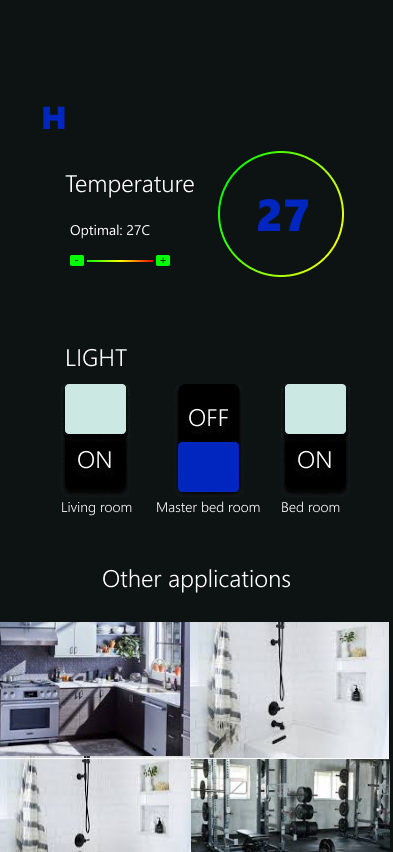 H
Temperature
27
Optimal: 27C
- +
LIGHT
ON OFF ON
Living room Master bed room Bed room
Other applications